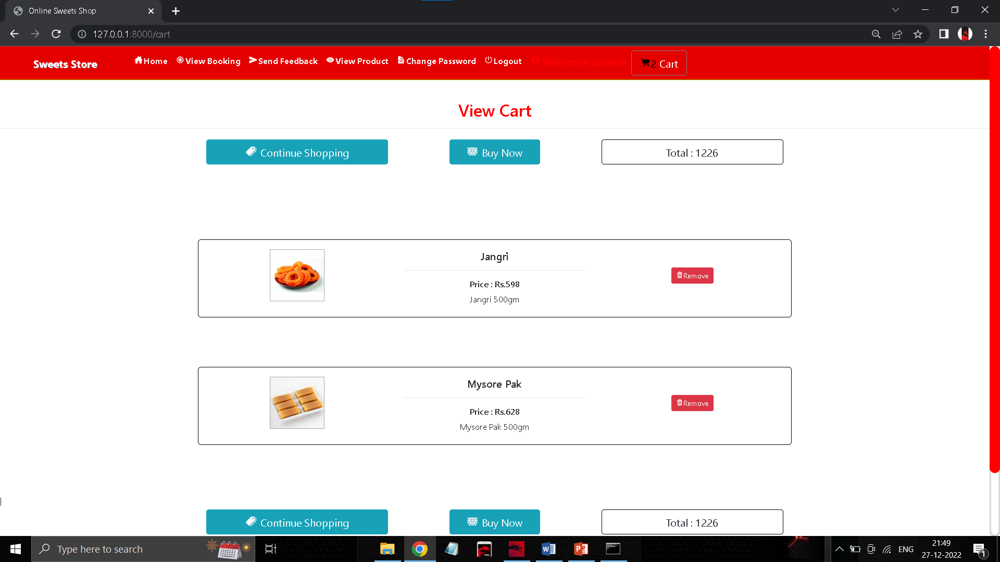 Online Sweets Shop
127.0.0.1:8000/cart
Sweets Store
Home View Booking Send Feedback View Product Change Password Logout Welcome Ganesh 2 Cart
View Cart
Continue Shopping Buy Now Total : 1226
Jangri
Price : Rs.598
Jangri 500gm
Remove
Mysore Pak
Price : Rs.628
Mysore Pak 500gm
Remove
Continue Shopping Buy Now Total : 1226
Type here to search
ENG
21:49
27-12-2022
1